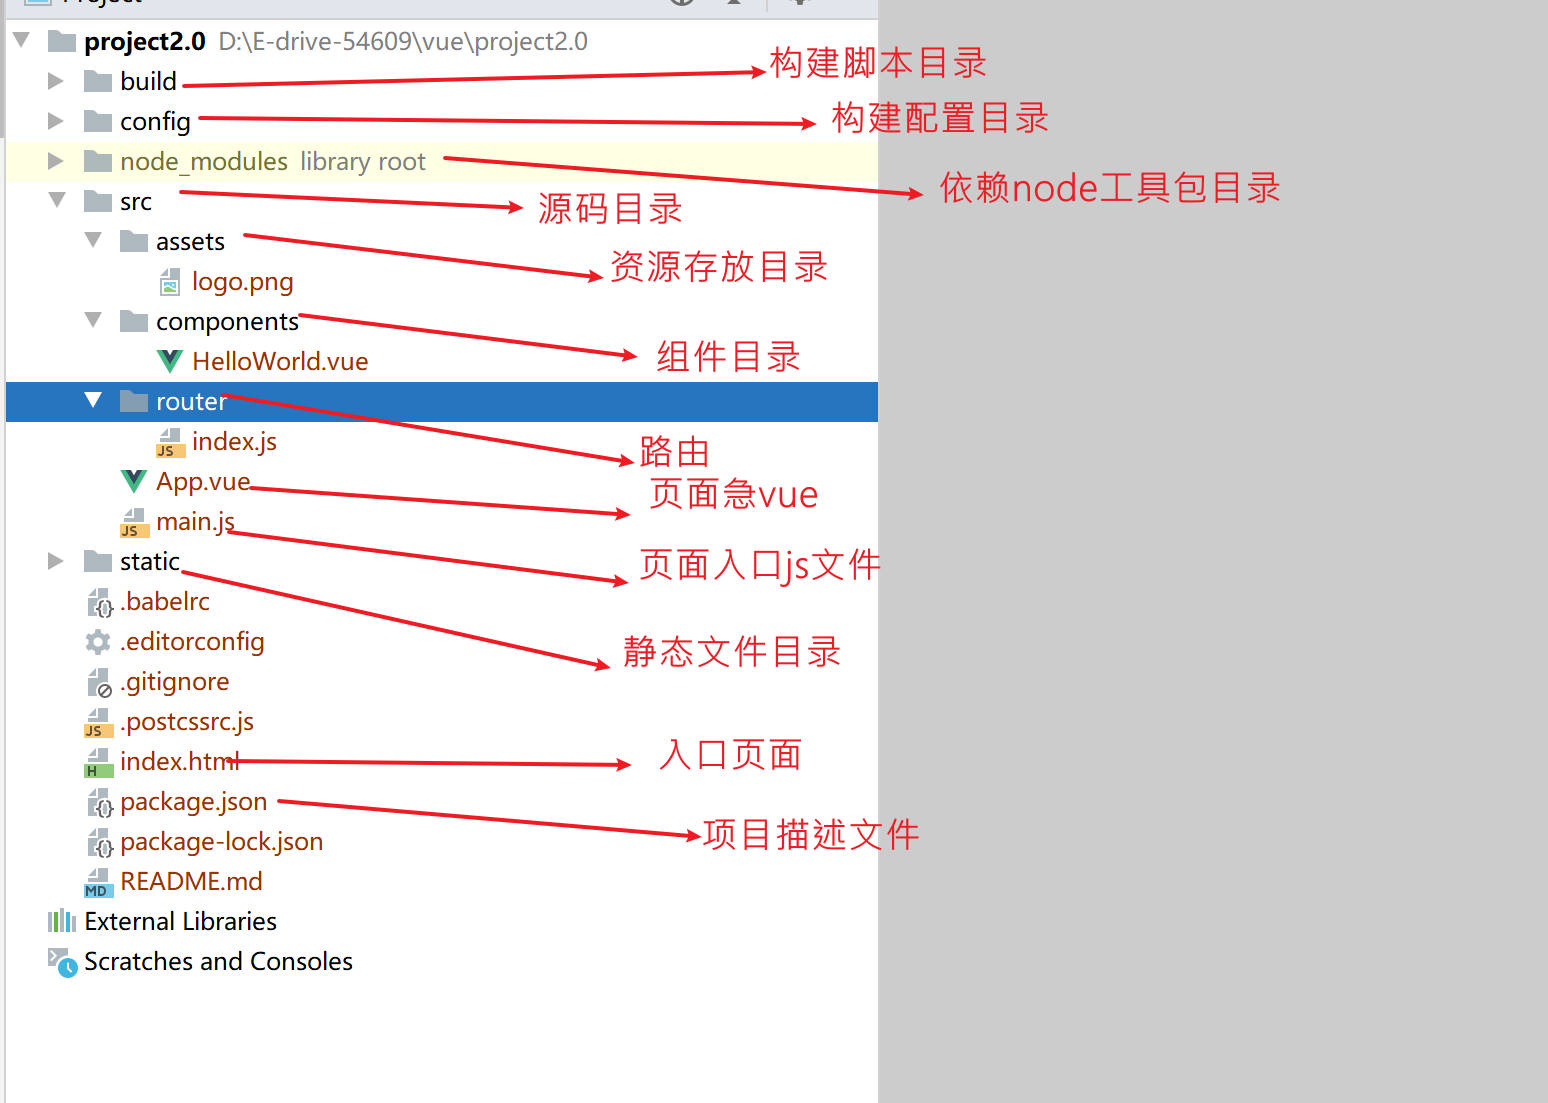 Project
project2.0 D:\E-drive-54609\vue\project2.0
build 构建脚本目录
config 构建配置目录
node_modules library root 依赖node工具包目录
src 源码目录
assets 资源存放目录
logo.png
components 组件目录
HelloWorld.vue
router 路由
index.js
App.vue 页面急vue
main.js 页面入口js文件
static 静态文件目录
.babelrc
.editorconfig
.gitignore
.postcssrc.js
index.html 入口页面
package.json 项目描述文件
package-lock.json
README.md
External Libraries
Scratches and Consoles